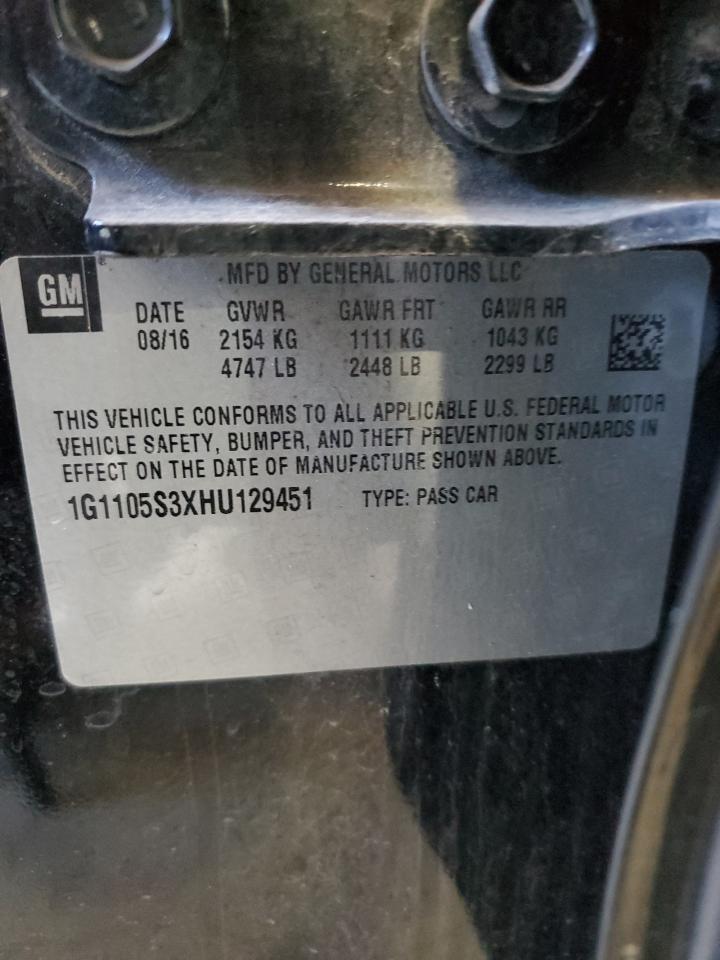 GM
MFD BY GENERAL MOTORS LLC
DATE GVWR GAWR FRT GAWR RR
08/16 2154 KG 1111 KG 1043 KG
4747 LB 2448 LB 2299 LB
THIS VEHICLE CONFORMS TO ALL APPLICABLE U.S. FEDERAL MOTOR
VEHICLE SAFETY, BUMPER, AND THEFT PREVENTION STANDARDS IN
EFFECT ON THE DATE OF MANUFACTURE SHOWN ABOVE.
1G1105S3XHU129451 TYPE: PASS CAR